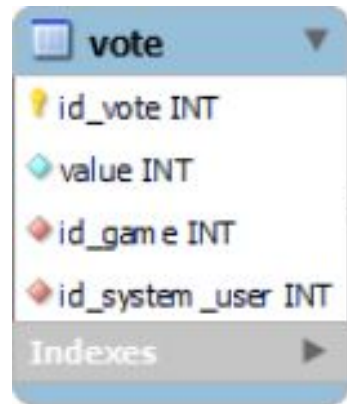 vote
id_vote INT
value INT
id_game INT
id_system_user INT
Indexes